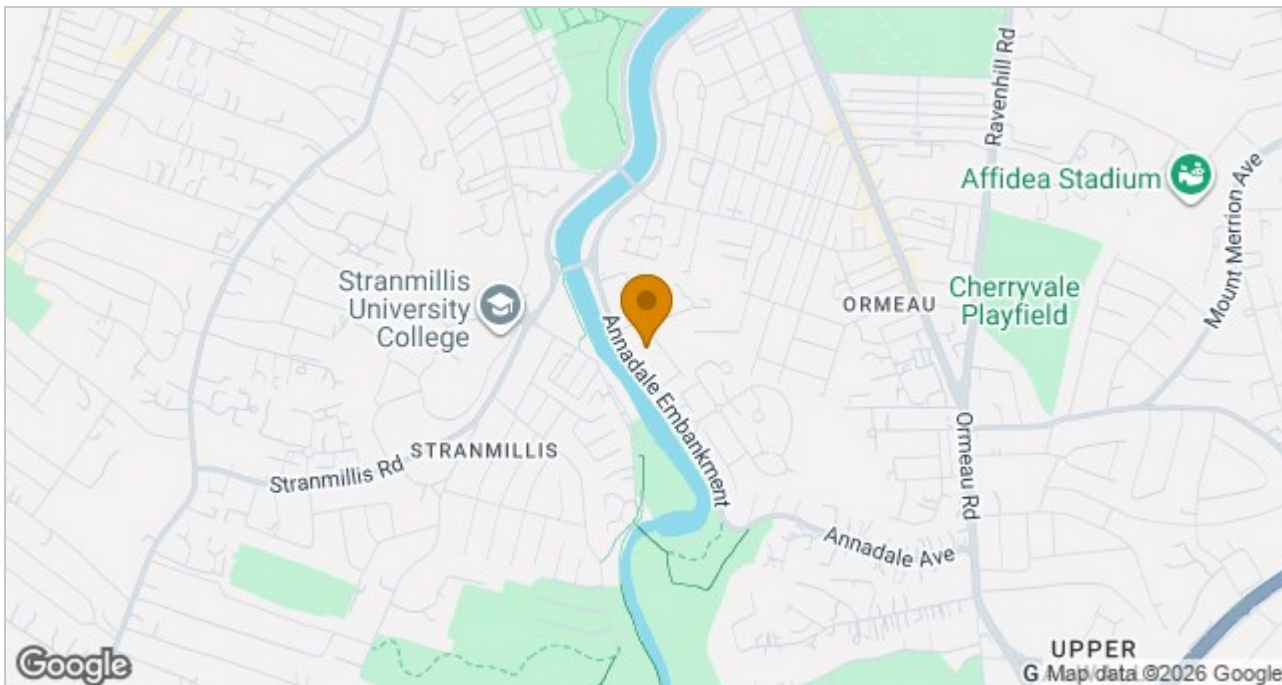 Ravenhill Rd
Affidea Stadium
Mount Merrion Ave
Stranmillis
University
College
ORMEAU
Cherryvale
Playfield
Annadale Embankment
STRANMILLIS
Stranmillis Rd
Ormeau Rd
Annadale Ave
UPPER
Google
G Map data ©2026 Google